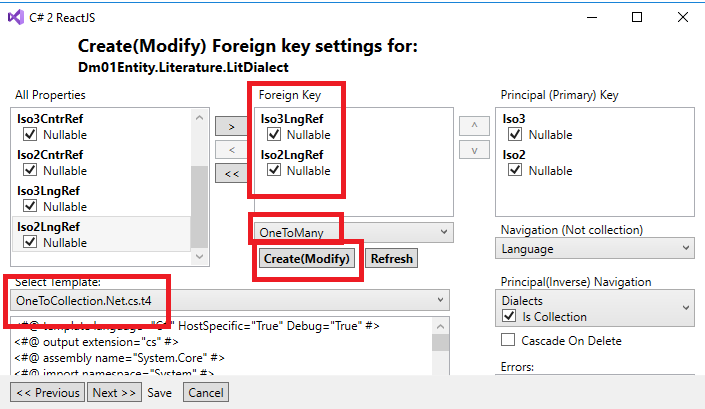 C# 2 ReactJS
Create(Modify) Foreign key settings for:
Dm01Entity.Literature.LitDialect
All Properties
Iso3CntrRef
Nullable
Iso2CntrRef
Nullable
Iso3LngRef
Nullable
Iso2LngRef
Nullable
>
<
<<
Foreign Key
Iso3LngRef
Nullable
Iso2LngRef
Nullable
^
v
Principal (Primary) Key
Iso3
Nullable
Iso2
Nullable
OneToMany
Create(Modify)
Refresh
Navigation (Not collection)
Language
Select Template:
OneToCollection.Net.cs.t4
<#@ template language="C#" HostSpecific="True" Debug="True" #>
<#@ output extension="cs" #>
<#@ assembly name="System.Core" #>
<#@ import namespace="System" #>
Principal(Inverse) Navigation
Dialects
Is Collection
Cascade On Delete
Errors:
<< Previous
Next >>
Save
Cancel